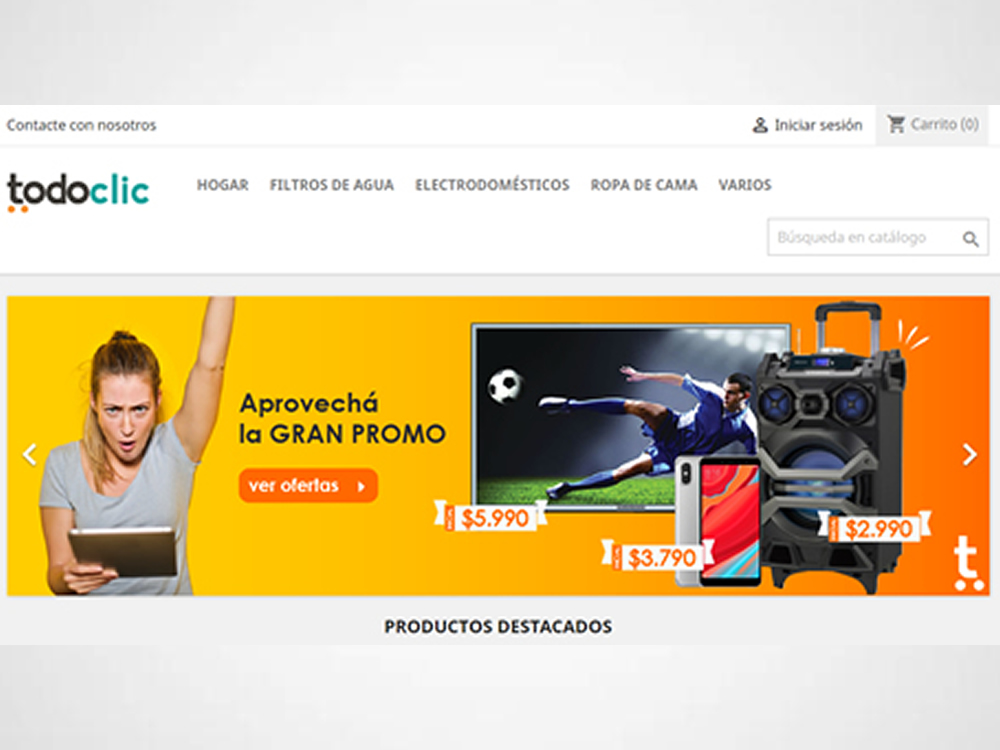 Contacte con nosotros
Iniciar sesión
Carrito (0)
todoclic
HOGAR FILTROS DE AGUA ELECTRODOMÉSTICOS ROPA DE CAMA VARIOS
Búsqueda en catálogo
Aprovechá
la GRAN PROMO
ver ofertas
$5.990
$3.790
$2.990
t
PRODUCTOS DESTACADOS